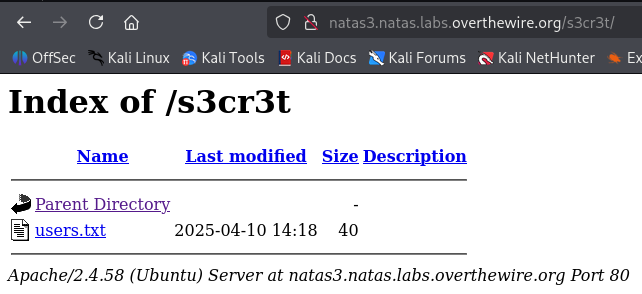 natas3.natas.labs.overthewire.org/s3cr3t/
OffSec Kali Linux Kali Tools Kali Docs Kali Forums Kali NetHunter
Index of /s3cr3t
Name Last modified Size Description
Parent Directory -
users.txt 2025-04-10 14:18 40
Apache/2.4.58 (Ubuntu) Server at natas3.natas.labs.overthewire.org Port 80